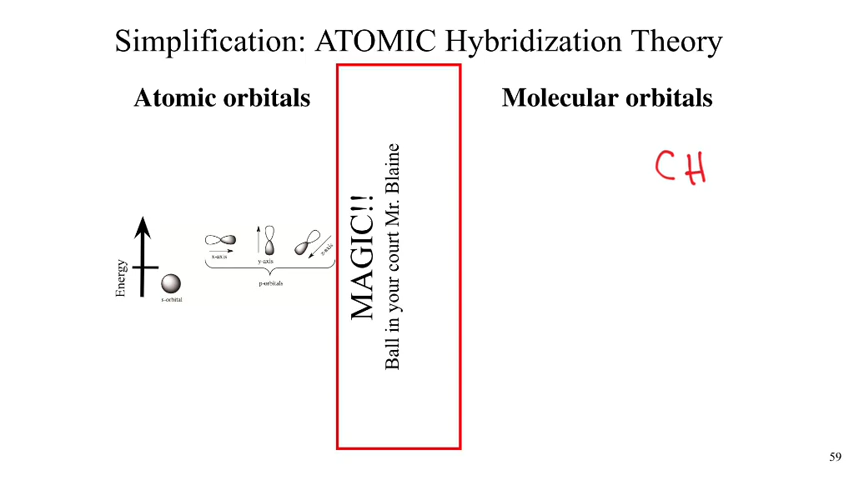 Simplification: ATOMIC Hybridization Theory
Atomic orbitals
Molecular orbitals
CH
MAGIC!!
Ball in your court Mr. Blaine
Energy
s-orbital
x-axis
y-axis
z-axis
p-orbitals
59